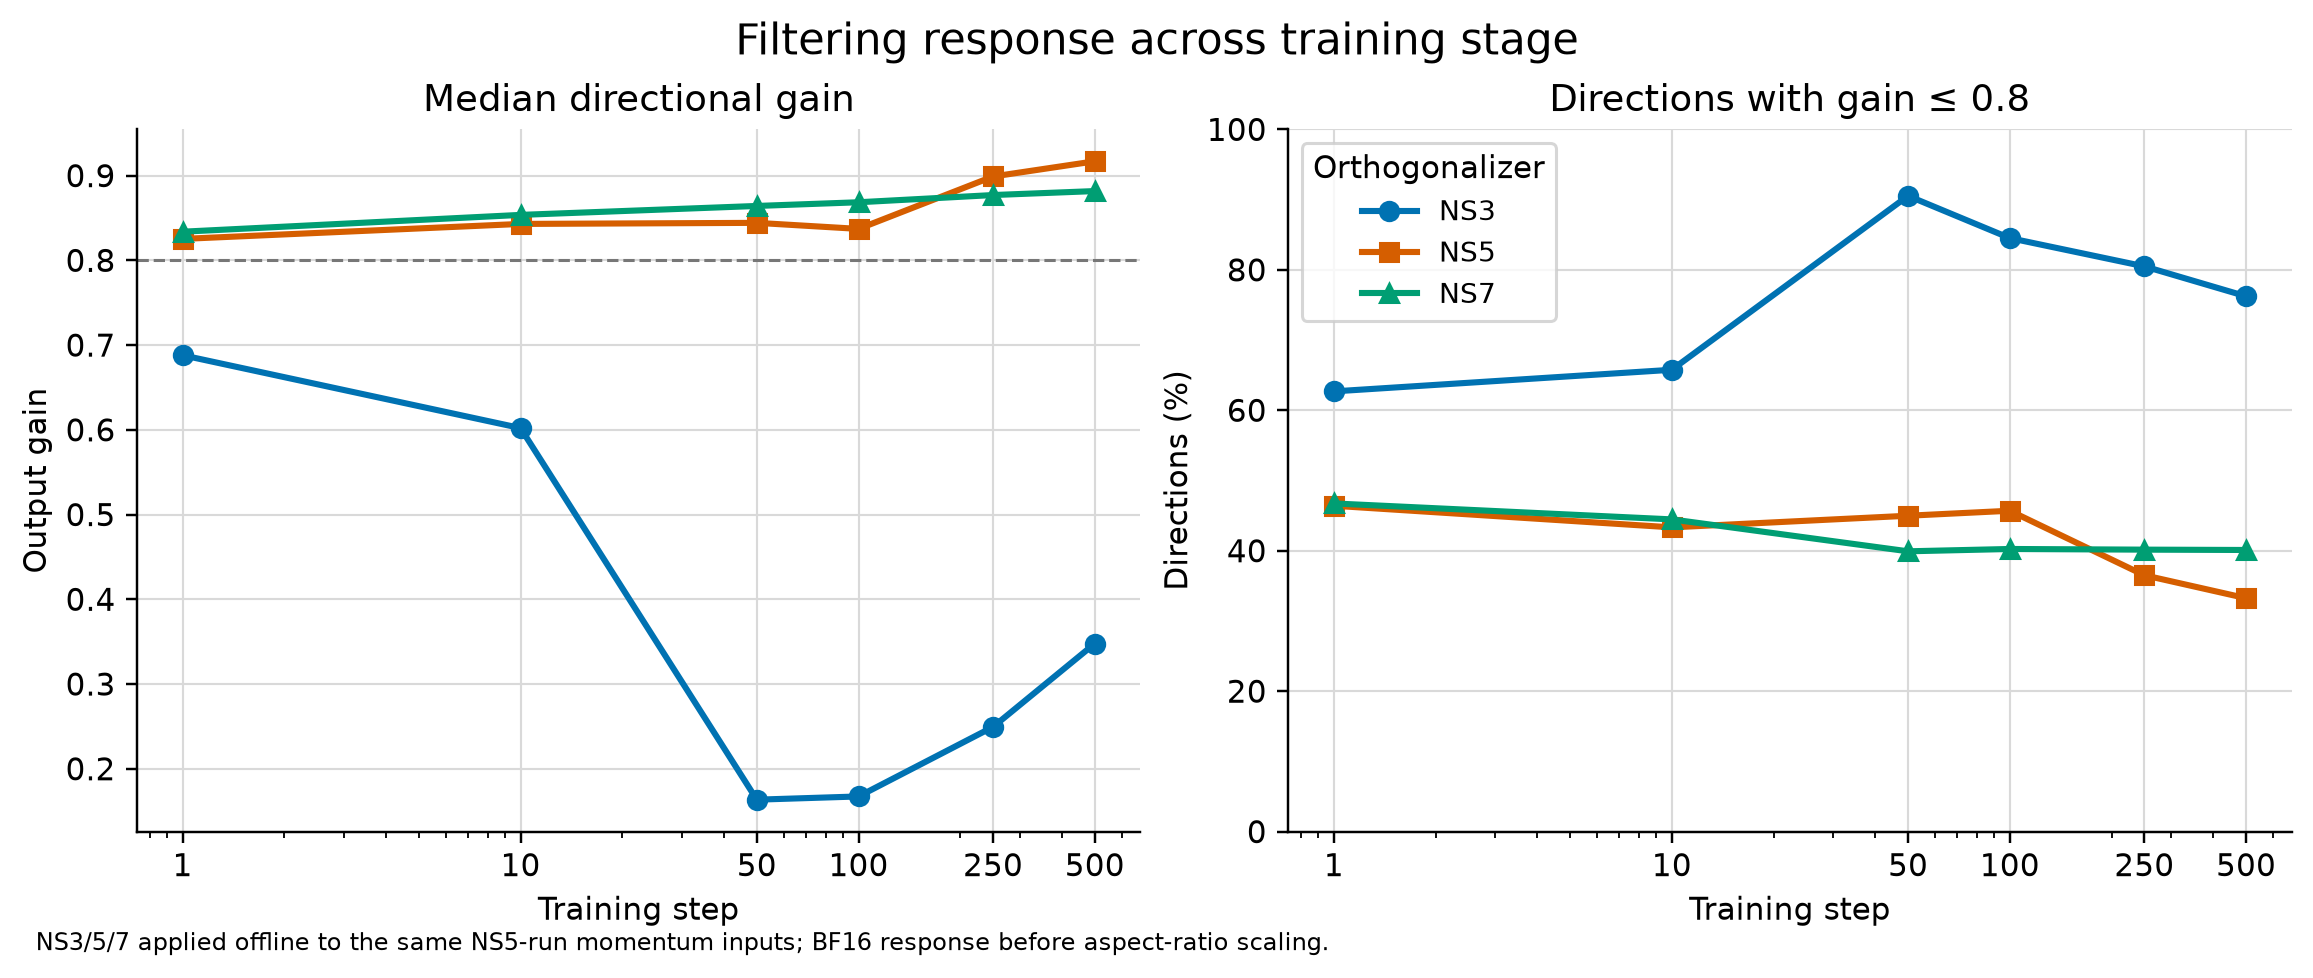 Filtering response across training stage
Median directional gain
Output gain
0.9
0.8
0.7
0.6
0.5
0.4
0.3
0.2
1 10 50 100 250 500
Training step
Directions with gain ≤ 0.8
Directions (%)
100
80
60
40
20
0
Orthogonalizer
NS3
NS5
NS7
1 10 50 100 250 500
Training step
NS3/5/7 applied offline to the same NS5-run momentum inputs; BF16 response before aspect-ratio scaling.